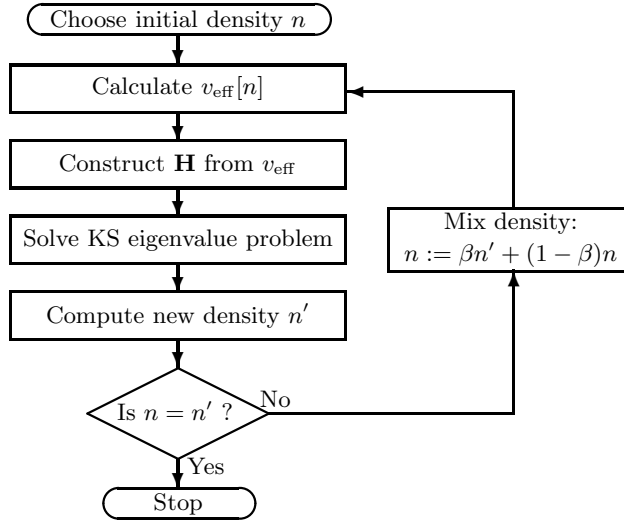 Choose initial density n
Calculate v_eff[n]
Construct H from v_eff
Solve KS eigenvalue problem
Compute new density n′
Is n = n′ ?
No
Yes
Stop
Mix density:
n := βn′ + (1 − β)n